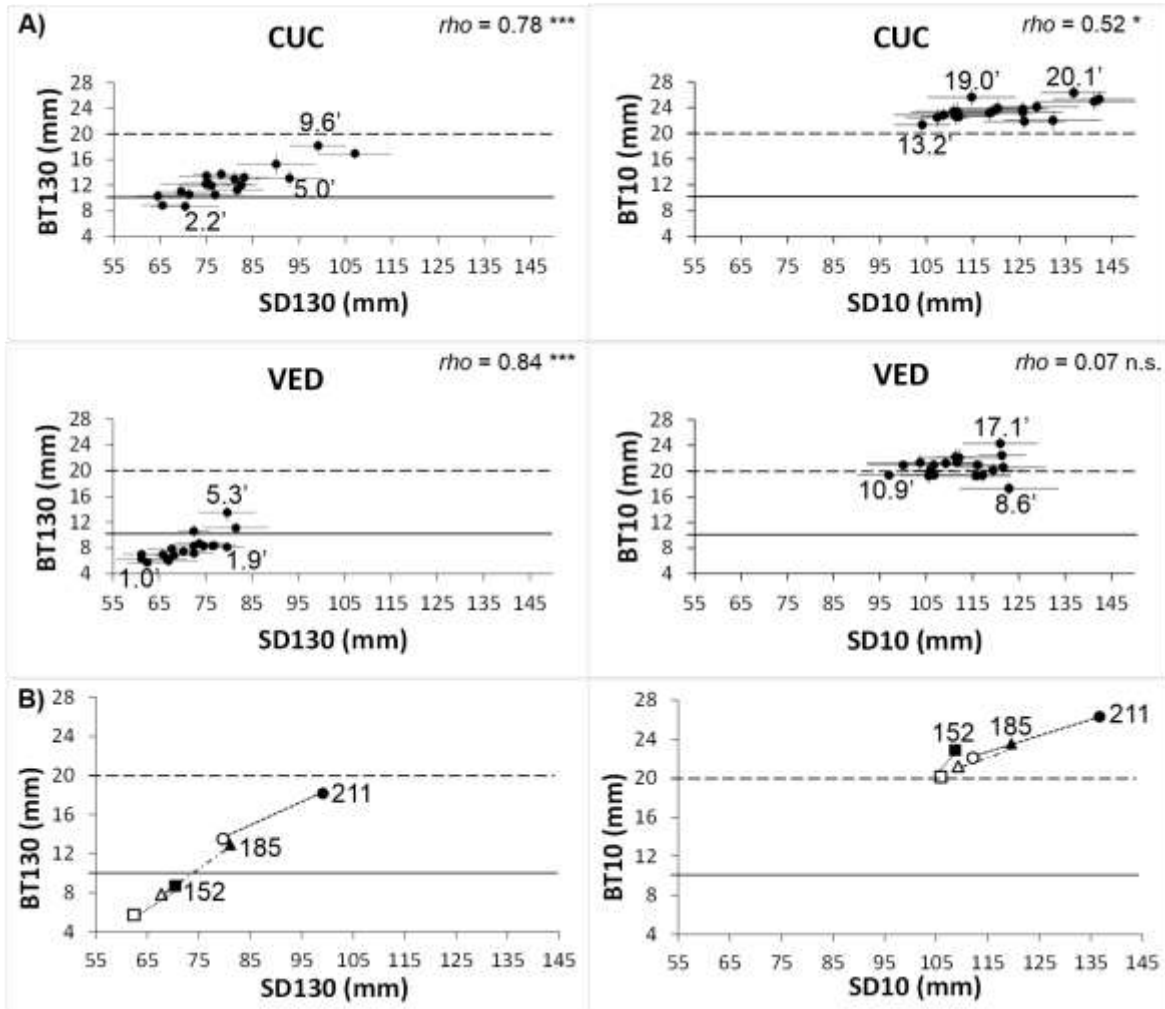 A)
CUC
rho = 0.78 ***
BT130 (mm)
28
24
20
16
12
8
4
9.6'
5.0'
2.2'
55 65 75 85 95 105 115 125 135 145
SD130 (mm)
CUC
rho = 0.52 *
BT10 (mm)
28
24
20
16
12
8
4
19.0'
20.1'
13.2'
55 65 75 85 95 105 115 125 135 145
SD10 (mm)
VED
rho = 0.84 ***
BT130 (mm)
28
24
20
16
12
8
4
5.3'
1.9'
1.0'
55 65 75 85 95 105 115 125 135 145
SD130 (mm)
VED
rho = 0.07 n.s.
BT10 (mm)
28
24
20
16
12
8
4
17.1'
10.9'
8.6'
55 65 75 85 95 105 115 125 135 145
SD10 (mm)
B)
BT130 (mm)
28
24
20
16
12
8
4
211
185
152
55 65 75 85 95 105 115 125 135 145
SD130 (mm)
BT10 (mm)
28
24
20
16
12
8
4
152
185
211
55 65 75 85 95 105 115 125 135 145
SD10 (mm)